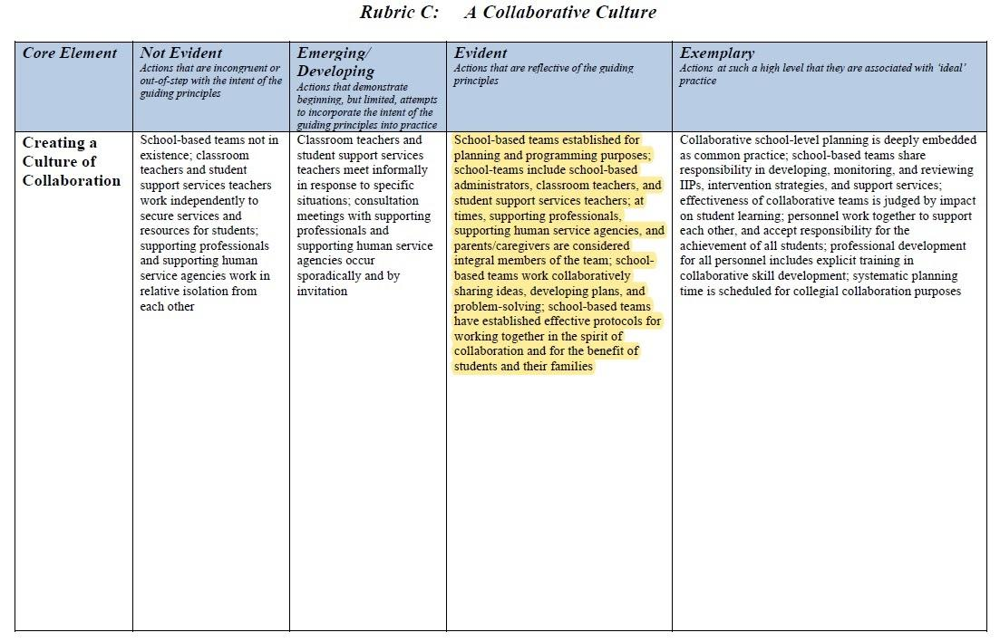 Rubric C: A Collaborative Culture
Core Element
Not Evident
Actions that are incongruent or
out-of-step with the intent of the
guiding principles
Emerging/
Developing
Actions that demonstrate
beginning, but limited, attempts
to incorporate the intent of the
guiding principles into practice
Evident
Actions that are reflective of the guiding
principles
Exemplary
Actions at such a high level that they are associated with ‘ideal’
practice
Creating a
Culture of
Collaboration
School-based teams not in
existence; classroom
teachers and student
support services teachers
work independently to
secure services and
resources for students;
supporting professionals
and supporting human
service agencies work in
relative isolation from
each other
Classroom teachers and
student support services
teachers meet informally
in response to specific
situations; consultation
meetings with supporting
professionals and
supporting human service
agencies occur
sporadically and by
invitation
School-based teams established for
planning and programming purposes;
school-teams include school-based
administrators, classroom teachers, and
student support services teachers; at
times, supporting professionals,
supporting human service agencies, and
parents/caregivers are considered
integral members of the team; school-
based teams work collaboratively
sharing ideas, developing plans, and
problem-solving; school-based teams
have established effective protocols for
working together in the spirit of
collaboration and for the benefit of
students and their families
Collaborative school-level planning is deeply embedded
as common practice; school-based teams share
responsibility in developing, monitoring, and reviewing
IIPs, intervention strategies, and support services;
effectiveness of collaborative teams is judged by impact
on student learning; personnel work together to support
each other, and accept responsibility for the
achievement of all students; professional development
for all personnel includes explicit training in
collaborative skill development; systematic planning
time is scheduled for collegial collaboration purposes